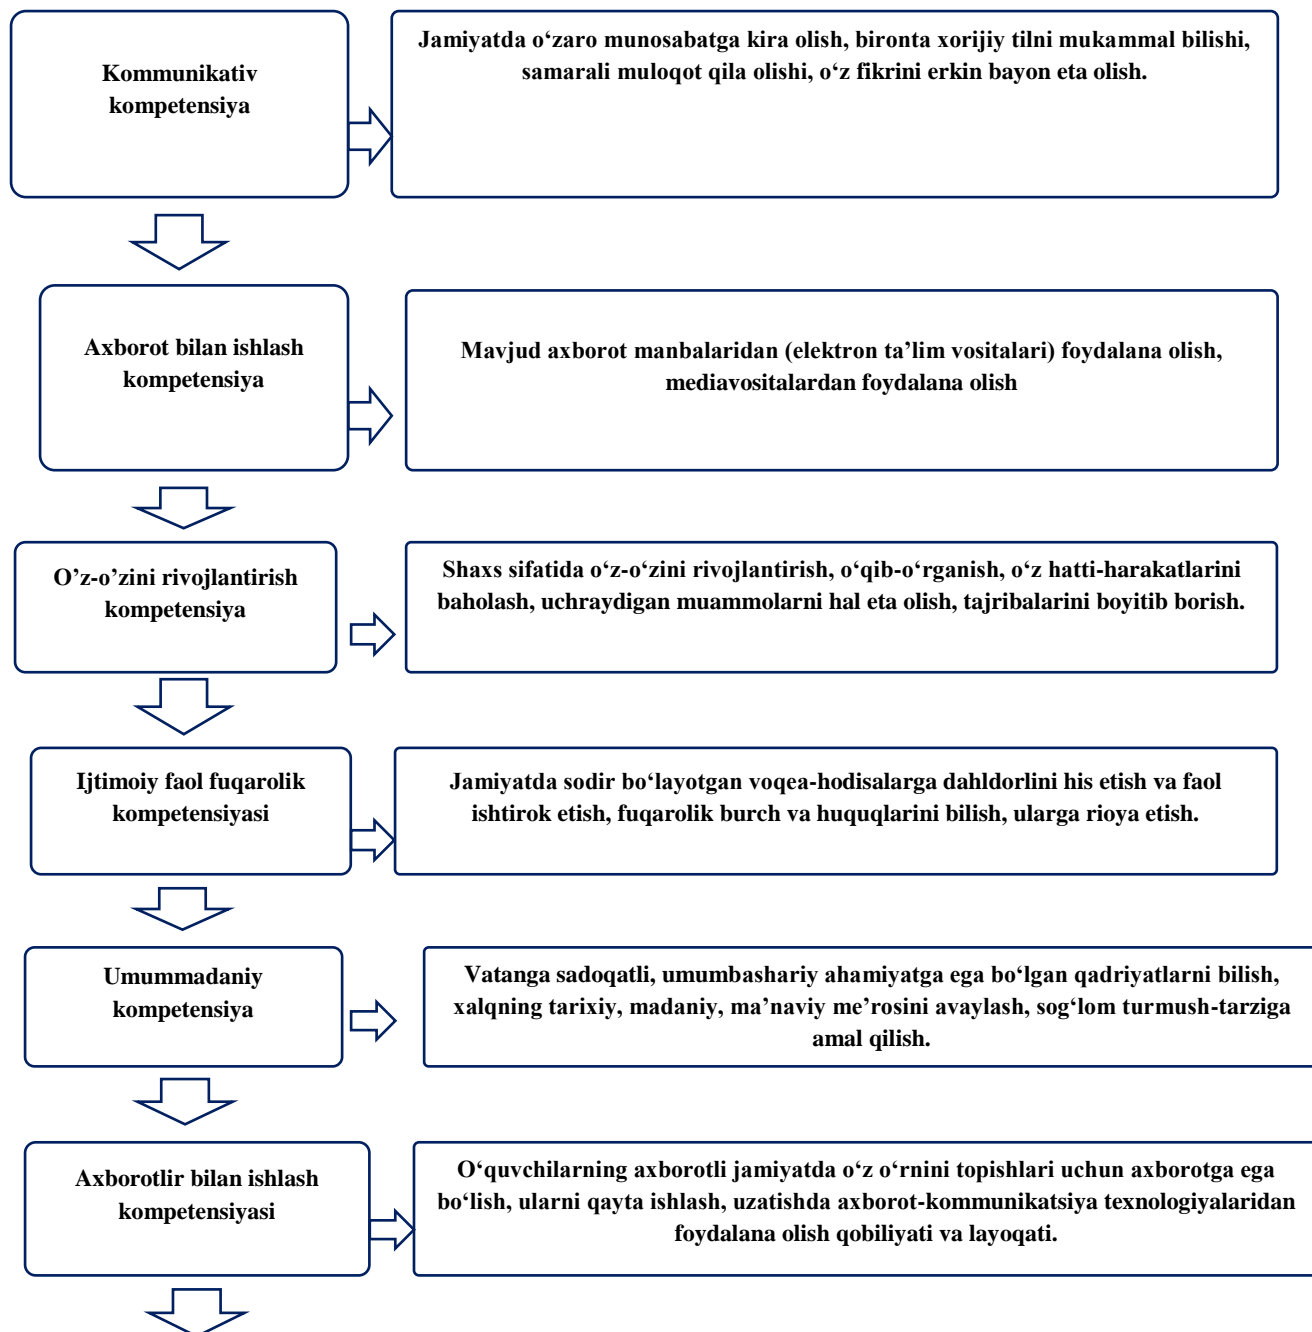 Kommunikativ
kompetensiya
Jamiyatda o‘zaro munosabatga kira olish, bironta xorijiy tilni mukammal bilishi,
samarali muloqot qila olishi, o‘z fikrini erkin bayon eta olish.
Axborot bilan ishlash
kompetensiya
Mavjud axborot manbalaridan (elektron ta’lim vositalari) foydalana olish,
mediavositalardan foydalana olish
O’z-o’zini rivojlantirish
kompetensiya
Shaxs sifatida o‘z-o‘zini rivojlantirish, o‘qib-o‘rganish, o‘z hatti-harakatlarini
baholash, uchraydigan muammolarni hal eta olish, tajribalarini boyitib borish.
Ijtimoiy faol fuqarolik
kompetensiyasi
Jamiyatda sodir bo‘layotgan voqea-hodisalarga dahldorlini his etish va faol
ishtirok etish, fuqarolik burch va huquqlarini bilish, ularga rioya etish.
Umummadaniy
kompetensiya
Vatanga sadoqatli, umumbashariy ahamiyatga ega bo‘lgan qadriyatlarni bilish,
xalqning tarixiy, madaniy, ma’naviy me’rosini avaylash, sog‘lom turmush-tarziga
amal qilish.
Axborotlir bilan ishlash
kompetensiyasi
O‘quvchilarning axborotli jamiyatda o‘z o‘rnini topishlari uchun axborotga ega
bo‘lish, ularni qayta ishlash, uzatishda axborot-kommunikatsiya texnologiyalaridan
foydalana olish qobiliyati va layoqati.